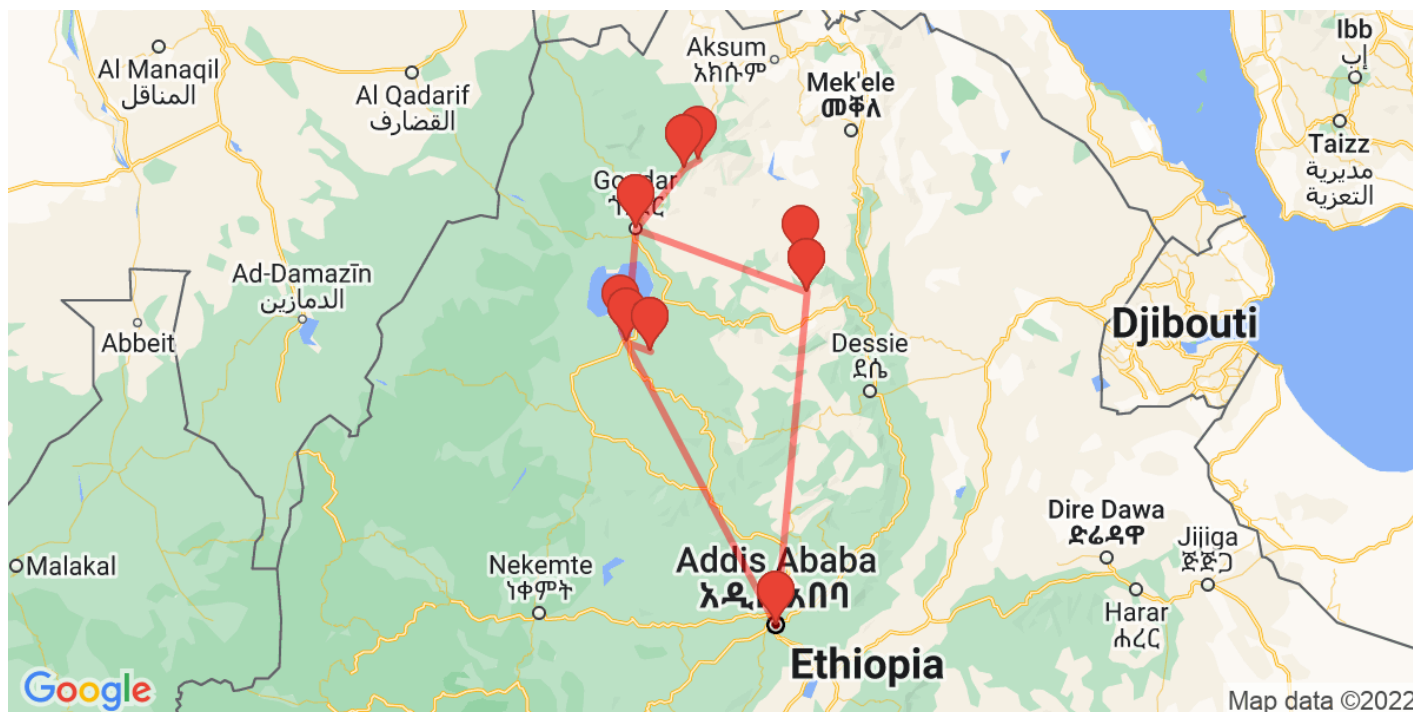 Ibb
إب
Aksum
አክሱም
Al Manaqil
المناقل
Al Qadarif
القضارف
Mek'ele
መቐለ
Taizz
مديرية
التعزية
Ad-Damazīn
الدمازين
Abbeit
Djibouti
Dessie
ደሴ
Dire Dawa
ድሬዳዋ
Jijiga
ጅጅጋ
Addis Ababa
Nekemte
ነቀምት
Malakal
Harar
ሐረር
Ethiopia
Google
Map data ©2022